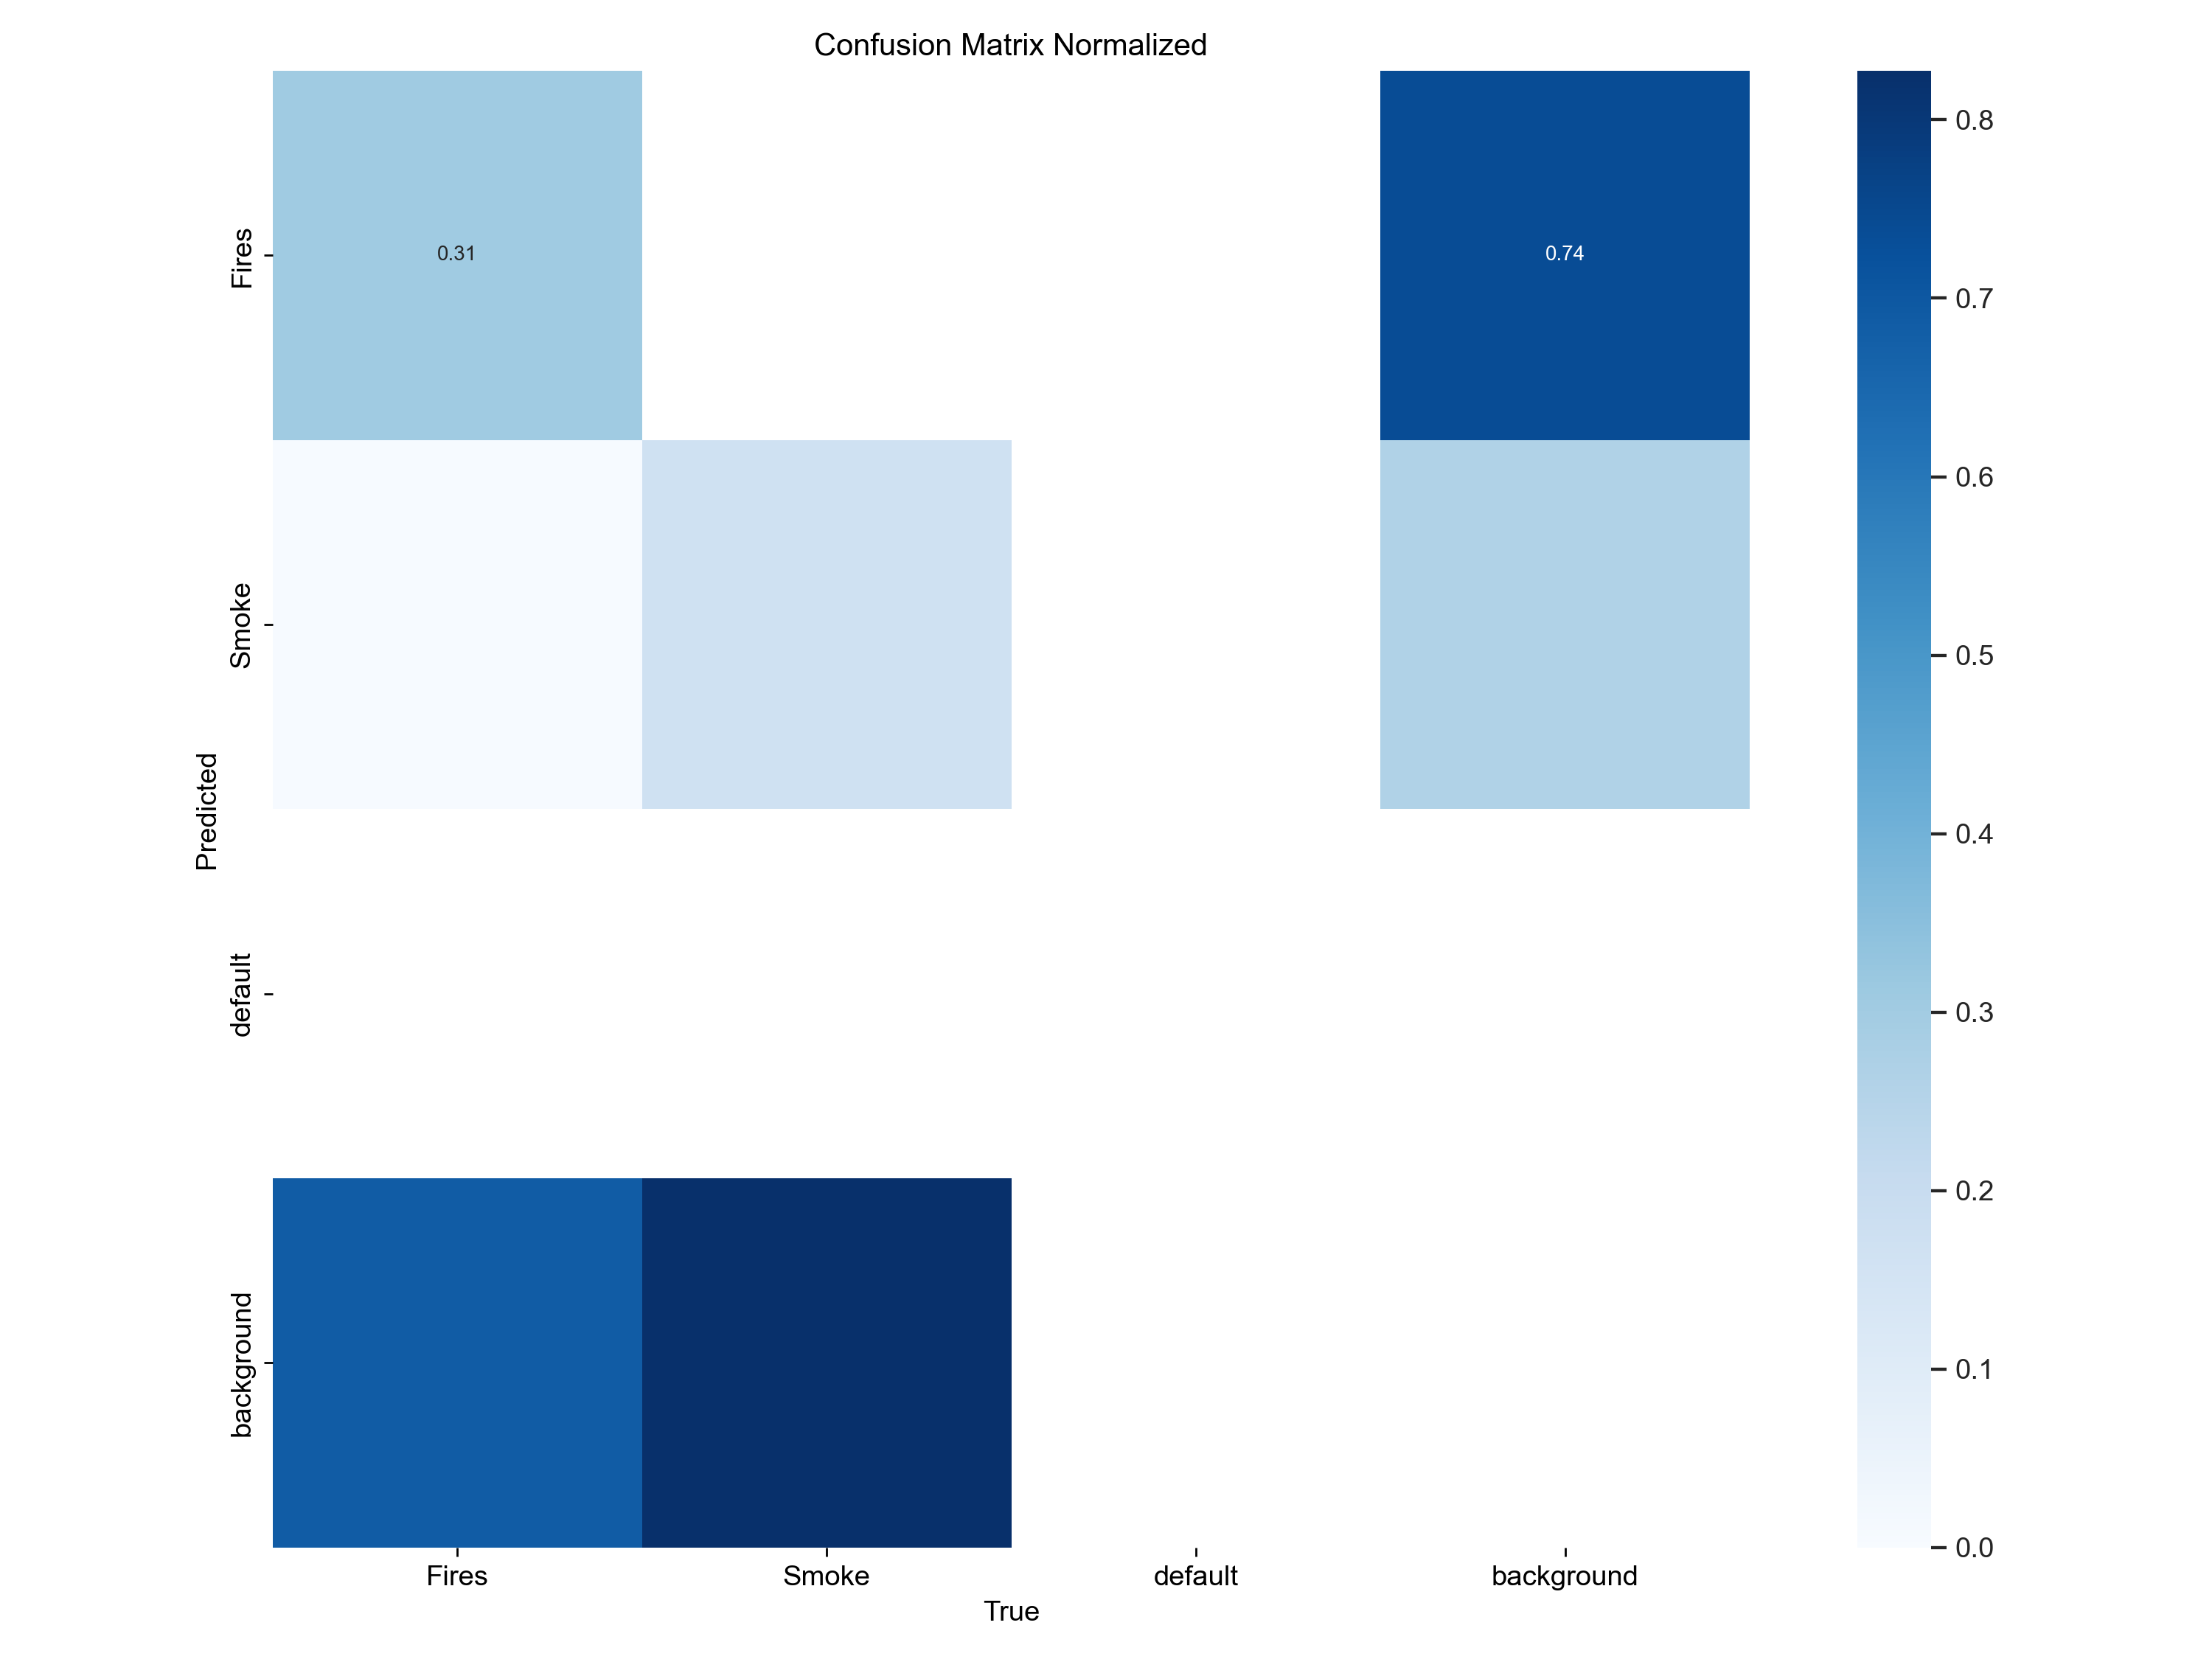 Confusion Matrix Normalized
Fires
Smoke
default
background
Predicted
0.31
0.74
Fires
Smoke
default
background
True
0.8
0.7
0.6
0.5
0.4
0.3
0.2
0.1
0.0